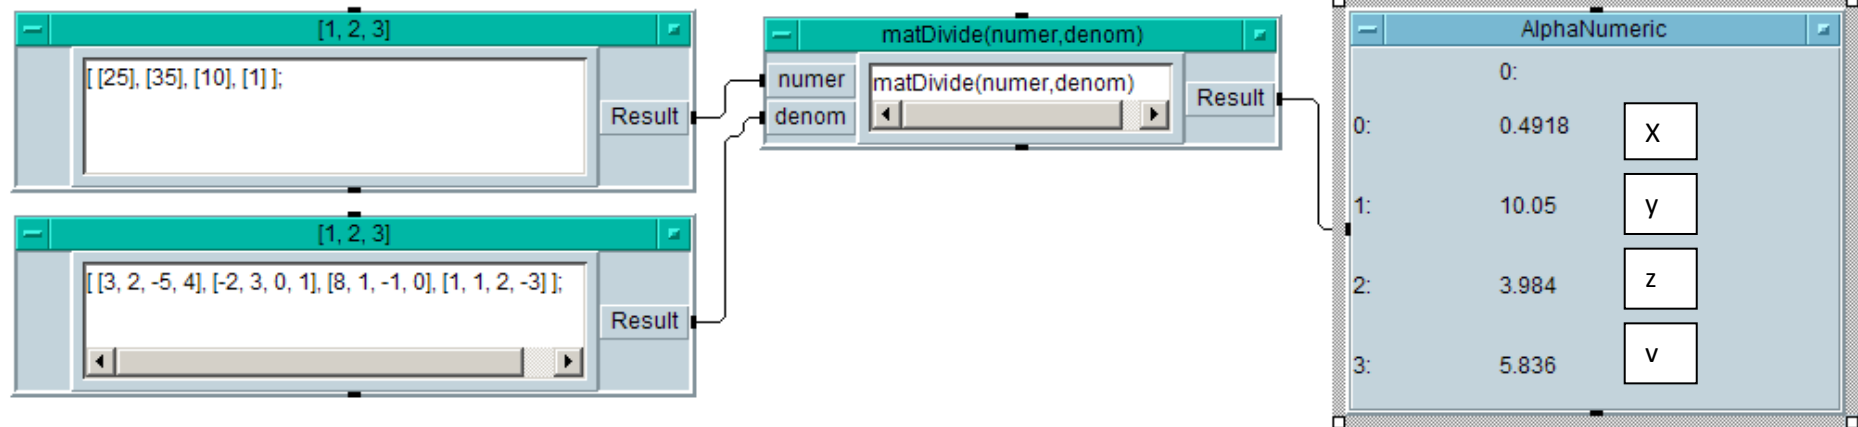 [1, 2, 3]
[ [25], [35], [10], [1] ];
Result
[1, 2, 3]
[ [3, 2, -5, 4], [-2, 3, 0, 1], [8, 1, -1, 0], [1, 1, 2, -3] ];
Result
matDivide(numer,denom)
numer
denom
matDivide(numer,denom)
Result
AlphaNumeric
0:
0: 0.4918 X
1: 10.05 y
2: 3.984 z
3: 5.836 v